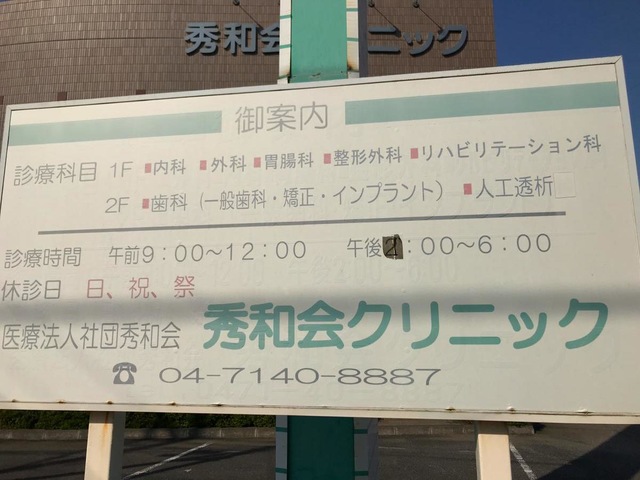 秀和会クリニック
御案内
診療科目 1F ■内科 ■外科 ■胃腸科 ■整形外科 ■リハビリテーション科
2F ■歯科（一般歯科・矯正・インプラント） ■人工透析
診療時間 午前9：00〜12：00 午後2：00〜6：00
休診日 日、祝、祭
医療法人社団秀和会 秀和会クリニック
☎ 04-7140-8887